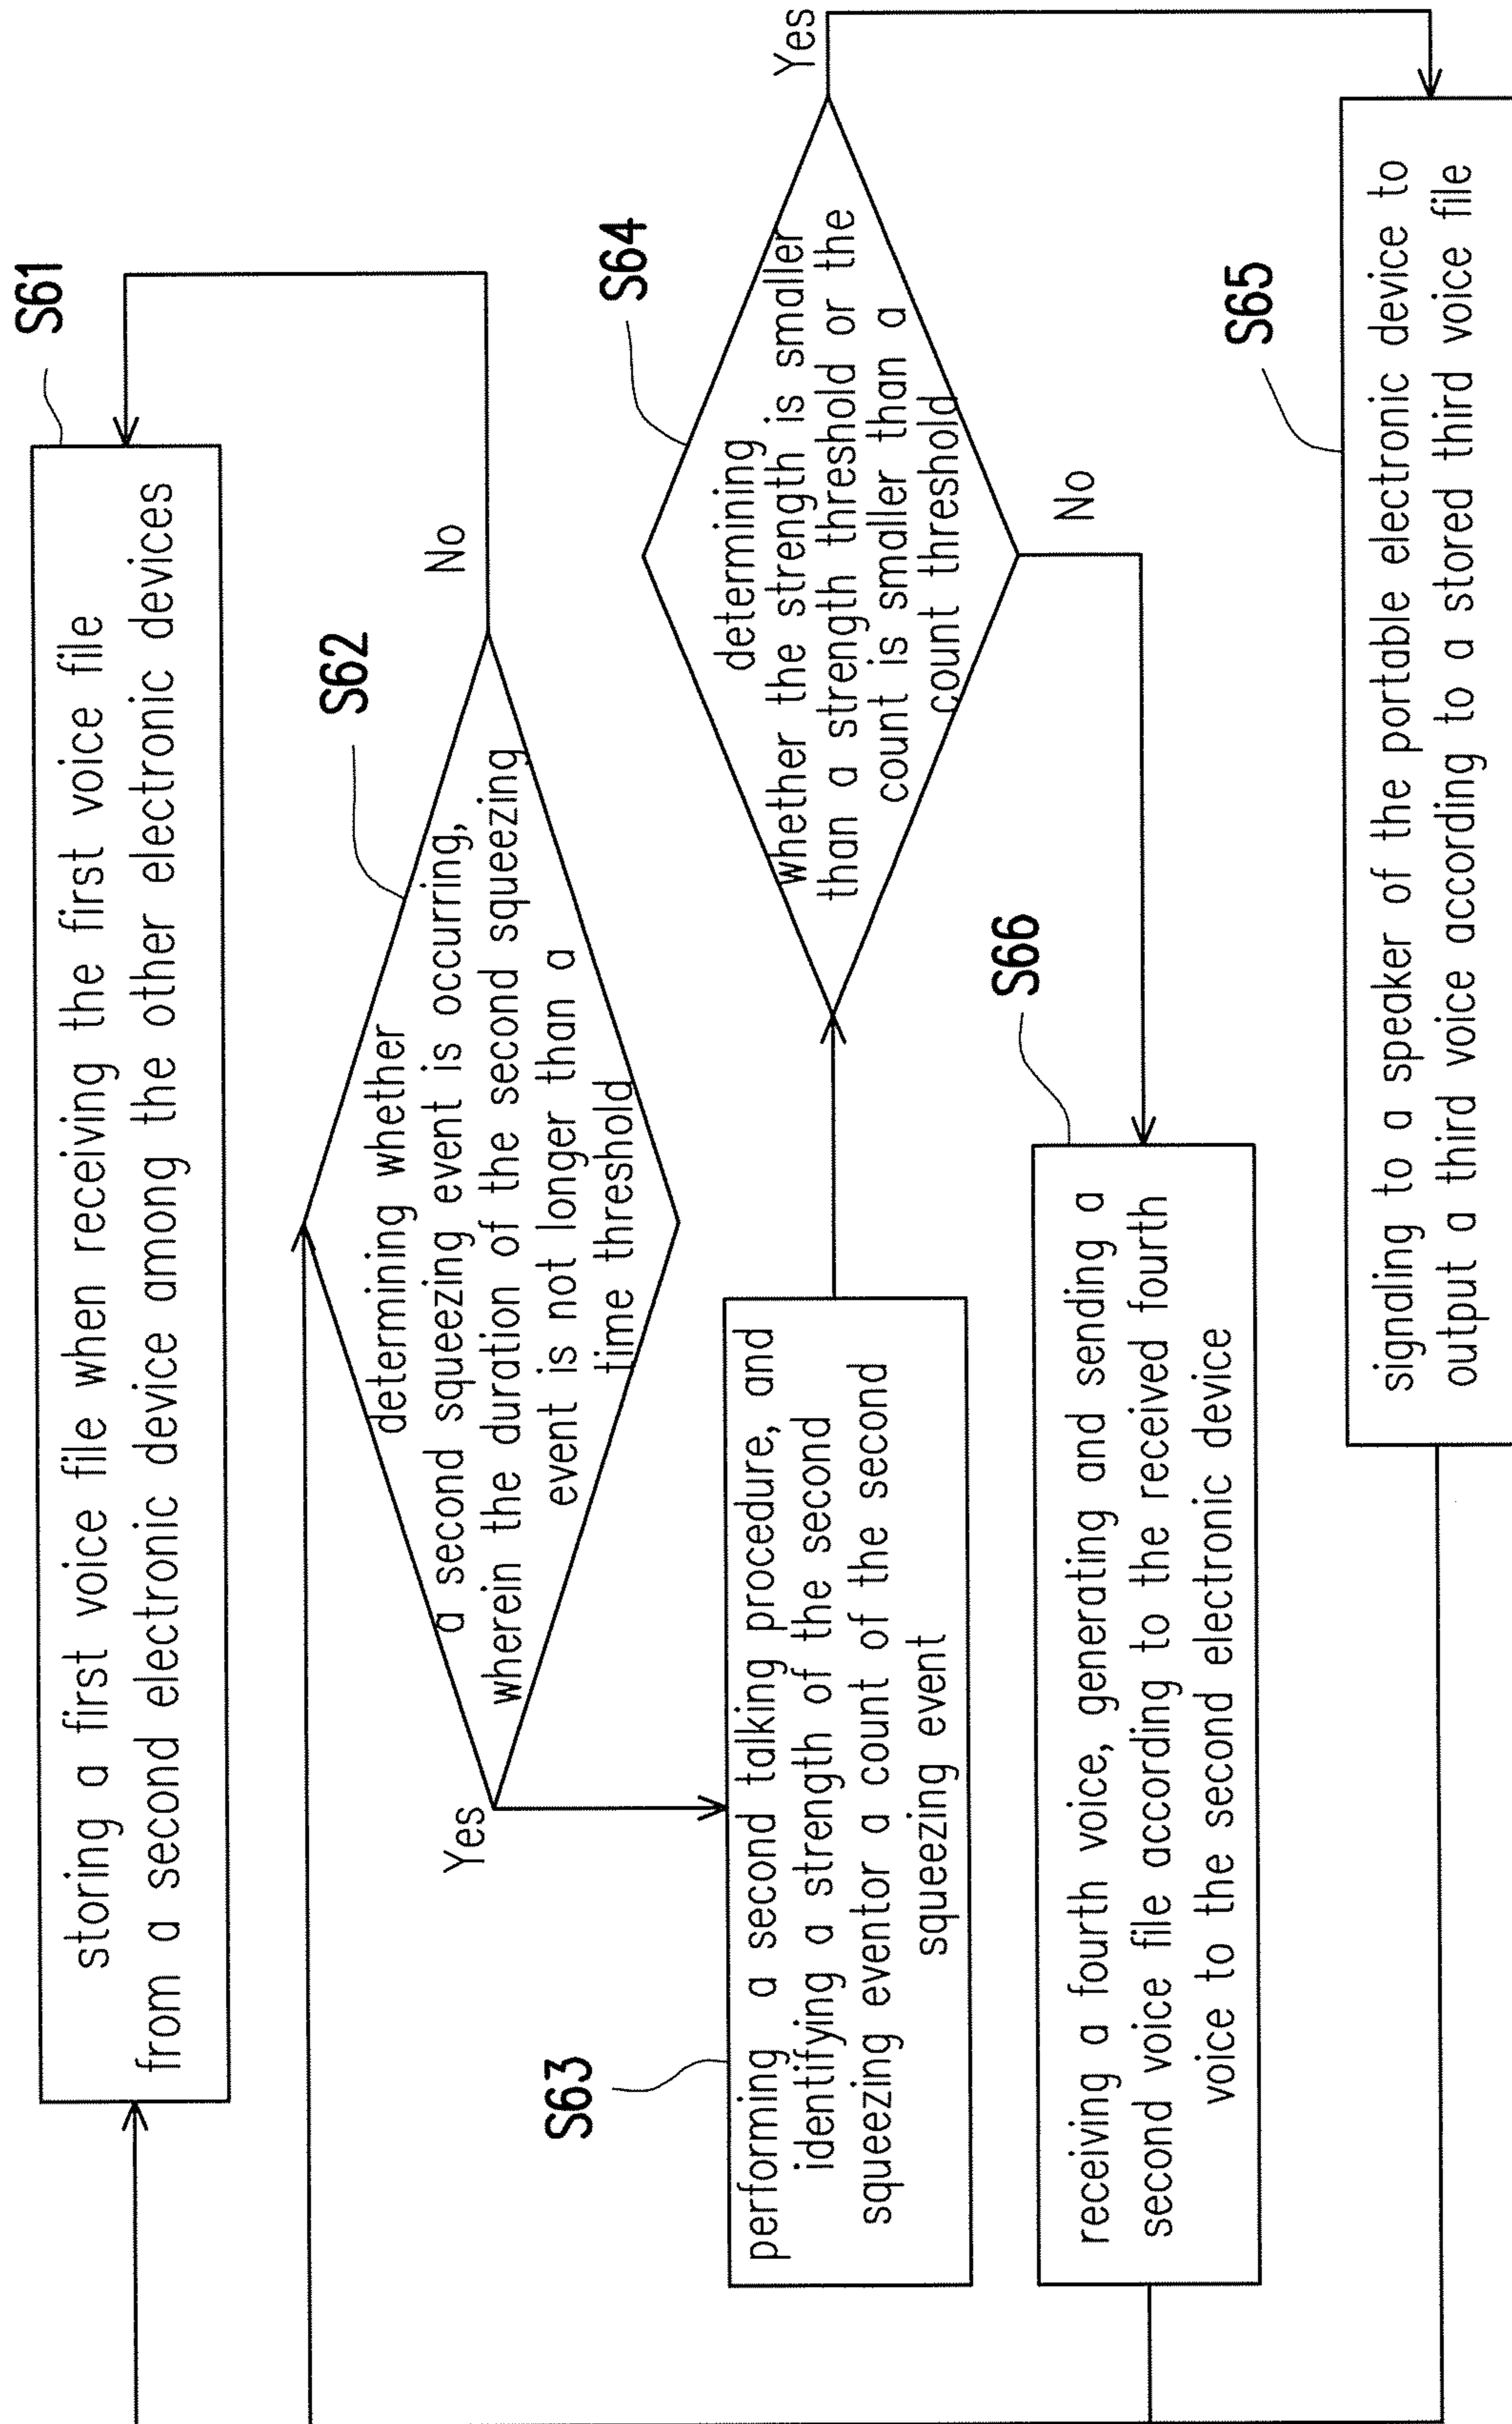 S61
storing a first voice file when receiving the first voice file
from a second electronic device among the other electronic devices
S62
determining whether
a second squeezing event is occurring,
wherein the duration of the second squeezing
event is not longer than a
time threshold
No
Yes
S63
performing a second talking procedure, and
identifying a strength of the second
squeezing eventor a count of the second
squeezing event
S64
determining
whether the strength is smaller
than a strength threshold or the
count is smaller than a
count threshold
Yes
No
S66
receiving a fourth voice, generating and sending a
second voice file according to the received fourth
voice to the second electronic device
S65
signaling to a speaker of the portable electronic device to
output a third voice according to a stored third voice file